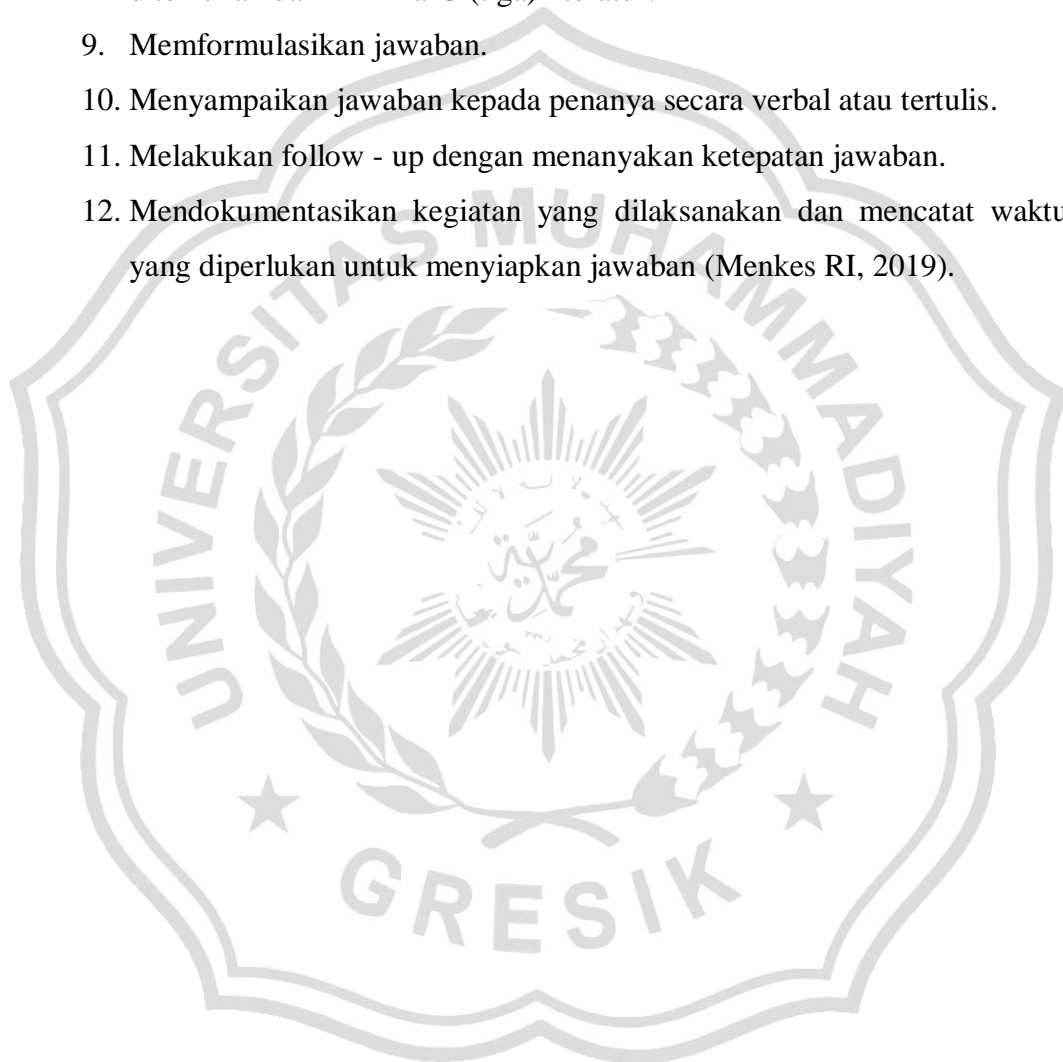 (tiga)
9. Memformulasikan jawaban.
10. Menyampaikan jawaban kepada penanya secara verbal atau tertulis.
11. Melakukan follow - up dengan menanyakan ketepatan jawaban.
12. Mendokumentasikan kegiatan yang dilaksanakan dan mencatat waktu
yang diperlukan untuk menyiapkan jawaban (Menkes RI, 2019).
UNIVERSITAS MUHAMMADIYAH
GRESIK